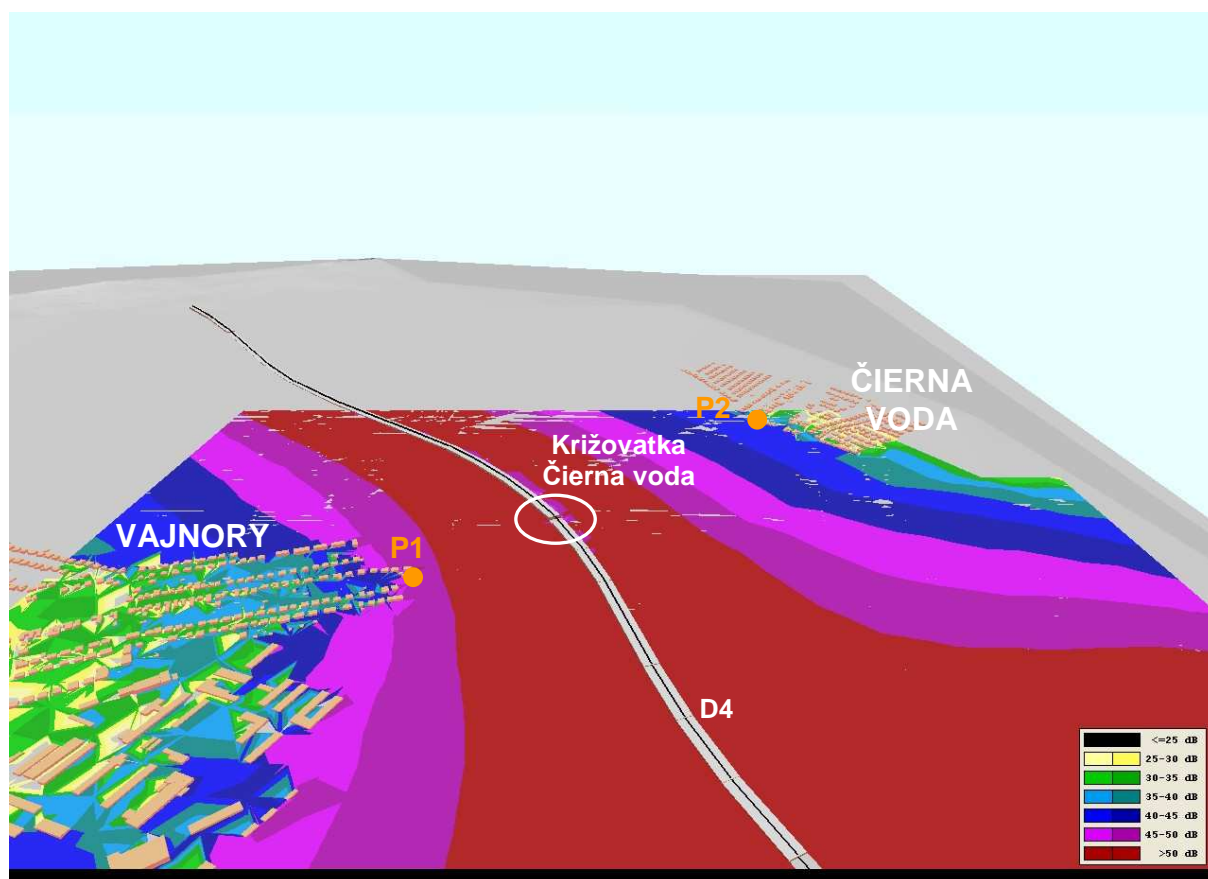 ČIERNA
VODA
P2
Križovatka
Čierna voda
VAJNORY
P1
D4
<=25 dB
25-30 dB
30-35 dB
35-40 dB
40-45 dB
45-50 dB
>50 dB